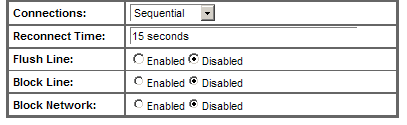 Connections: Sequential
Reconnect Time: 15 seconds
Flush Line: Enabled Disabled
Block Line: Enabled Disabled
Block Network: Enabled Disabled